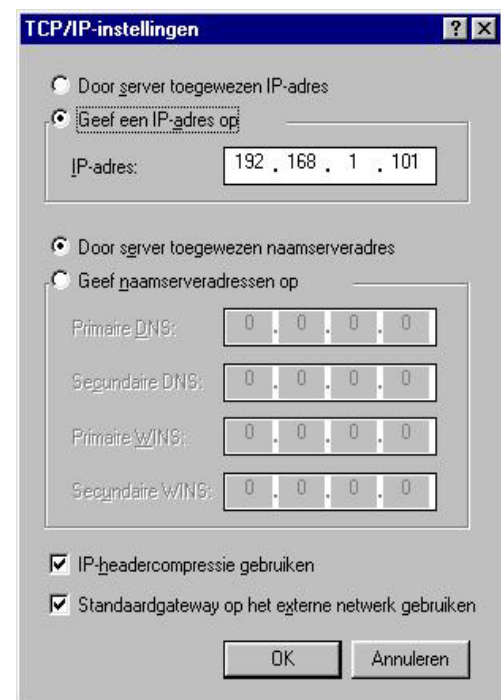 TCP/IP-instellingen
Door server toegewezen IP-adres
Geef een IP-adres op
IP-adres: 192 . 168 . 1 . 101
Door server toegewezen naamserveradres
Geef naamserveradressen op
Primaire DNS: 0 . 0 . 0 . 0
Secundaire DNS: 0 . 0 . 0 . 0
Primaire WINS: 0 . 0 . 0 . 0
Secundaire WINS: 0 . 0 . 0 . 0
IP-headercompressie gebruiken
Standaardgateway op het externe netwerk gebruiken
OK Annuleren